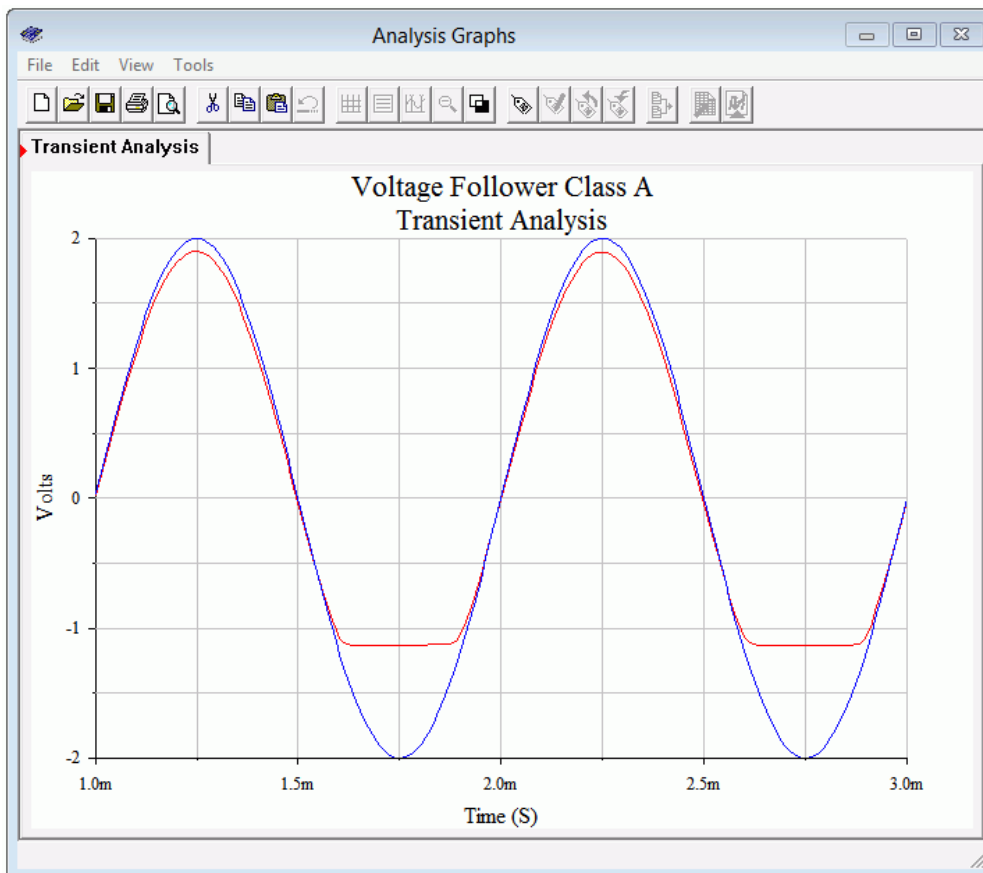 Analysis Graphs
File Edit View Tools
Transient Analysis
Voltage Follower Class A
Transient Analysis
2
1
0
-1
-2
Volts
1.0m 1.5m 2.0m 2.5m 3.0m
Time (S)